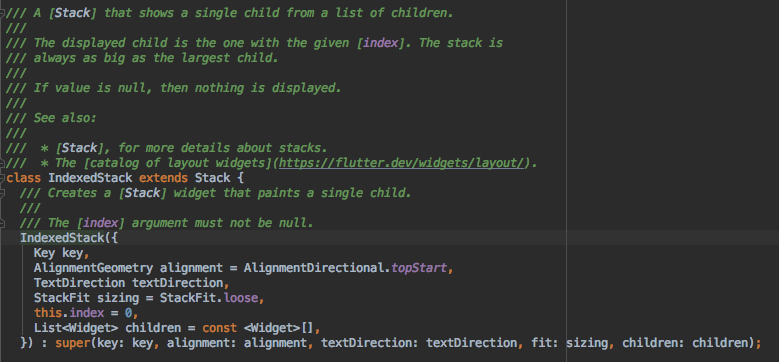 /// A [Stack] that shows a single child from a list of children.
///
/// The displayed child is the one with the given [index]. The stack is
/// always as big as the largest child.
///
/// If value is null, then nothing is displayed.
///
/// See also:
///
///  * [Stack], for more details about stacks.
///  * The [catalog of layout widgets](https://flutter.dev/widgets/layout/).
class IndexedStack extends Stack {
  /// Creates a [Stack] widget that paints a single child.
  ///
  /// The [index] argument must not be null.
  IndexedStack({
    Key key,
    AlignmentGeometry alignment = AlignmentDirectional.topStart,
    TextDirection textDirection,
    StackFit sizing = StackFit.loose,
    this.index = 0,
    List<Widget> children = const <Widget>[],
  }) : super(key: key, alignment: alignment, textDirection: textDirection, fit: sizing, children: children);